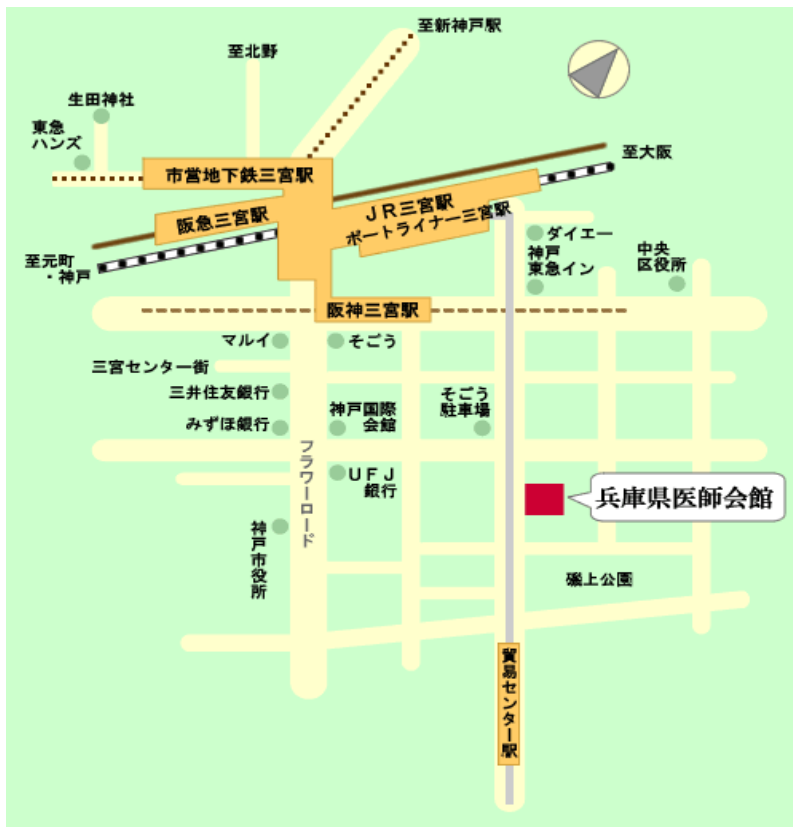 至新神戸駅
至北野
生田神社
東急
ハンズ
至大阪
市営地下鉄三宮駅
JR三宮駅
ポートライナー三宮駅
阪急三宮駅
ダイエー
神戸
東急イン
中央
区役所
至元町
・神戸
阪神三宮駅
マルイ
そごう
三宮センター街
三井住友銀行
そごう
駐車場
神戸国際
会館
みずほ銀行
フラワーロード
UFJ
銀行
兵庫県医師会館
神戸市役所
磯上公園
貿易センター駅